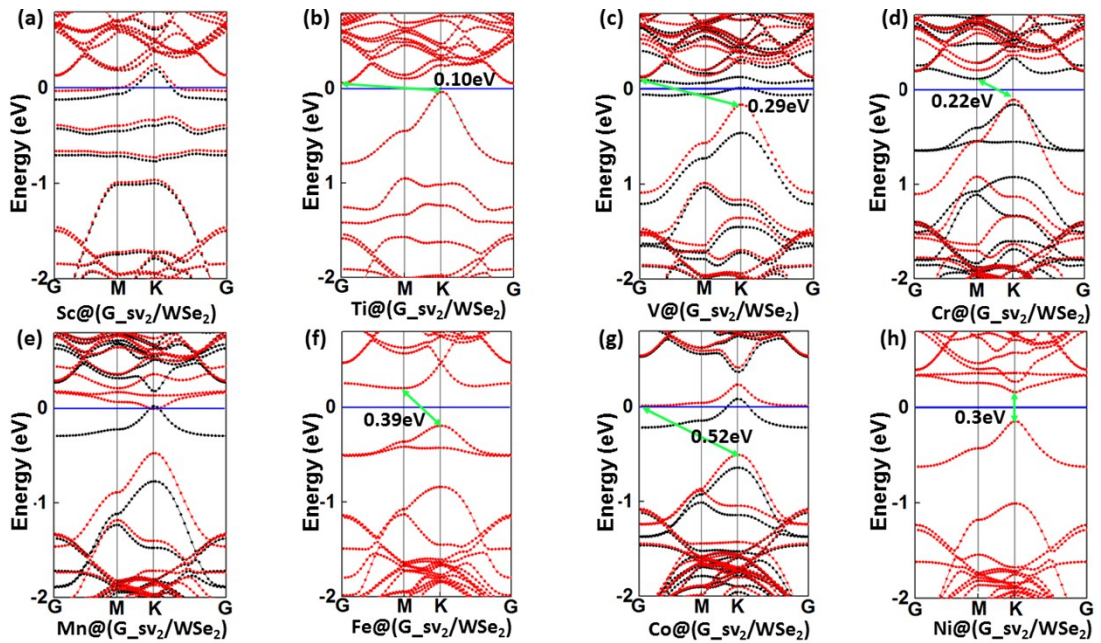 (a) (b) (c) (d)
Energy (eV) Energy (eV) Energy (eV) Energy (eV)
0 0 0 0
-1 -1 1 1
-2 -2 -2 -2
0.10eV 0.29eV 0.22eV
G M K G G M K G G M K G G M K G
Sc@(G_sv₂/WSe₂) Ti@(G_sv₂/WSe₂) V@(G_sv₂/WSe₂) Cr@(G_sv₂/WSe₂)
(e) (f) (g) (h)
Energy (eV) Energy (eV) Energy (eV) Energy (eV)
0 0 0 0
-1 -1 -1 -1
-2 -2 -2 -2
0.39eV 0.52eV 0.3eV
G M K G G M K G G M K G G M K G
Mn@(G_sv₂/WSe₂) Fe@(G_sv₂/WSe₂) Co@(G_sv₂/WSe₂) Ni@(G_sv₂/WSe₂)